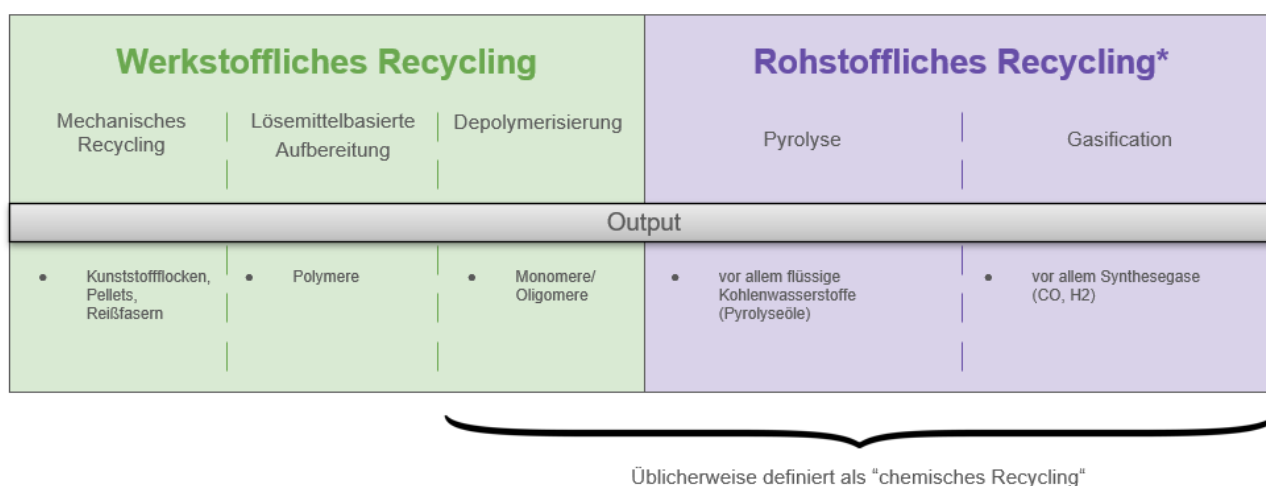 Werkstoffliches Recycling
Rohstoffliches Recycling*
Mechanisches
Recycling
Lösemittelbasierte
Aufbereitung
Depolymerisierung
Pyrolyse
Gasification
Output
• Kunststoffflocken,
Pellets,
Reißfasern
• Polymere
• Monomere/
Oligomere
• vor allem flüssige
Kohlenwasserstoffe
(Pyrolyseöle)
• vor allem Synthesegase
(CO, H2)
Üblicherweise definiert als “chemisches Recycling“